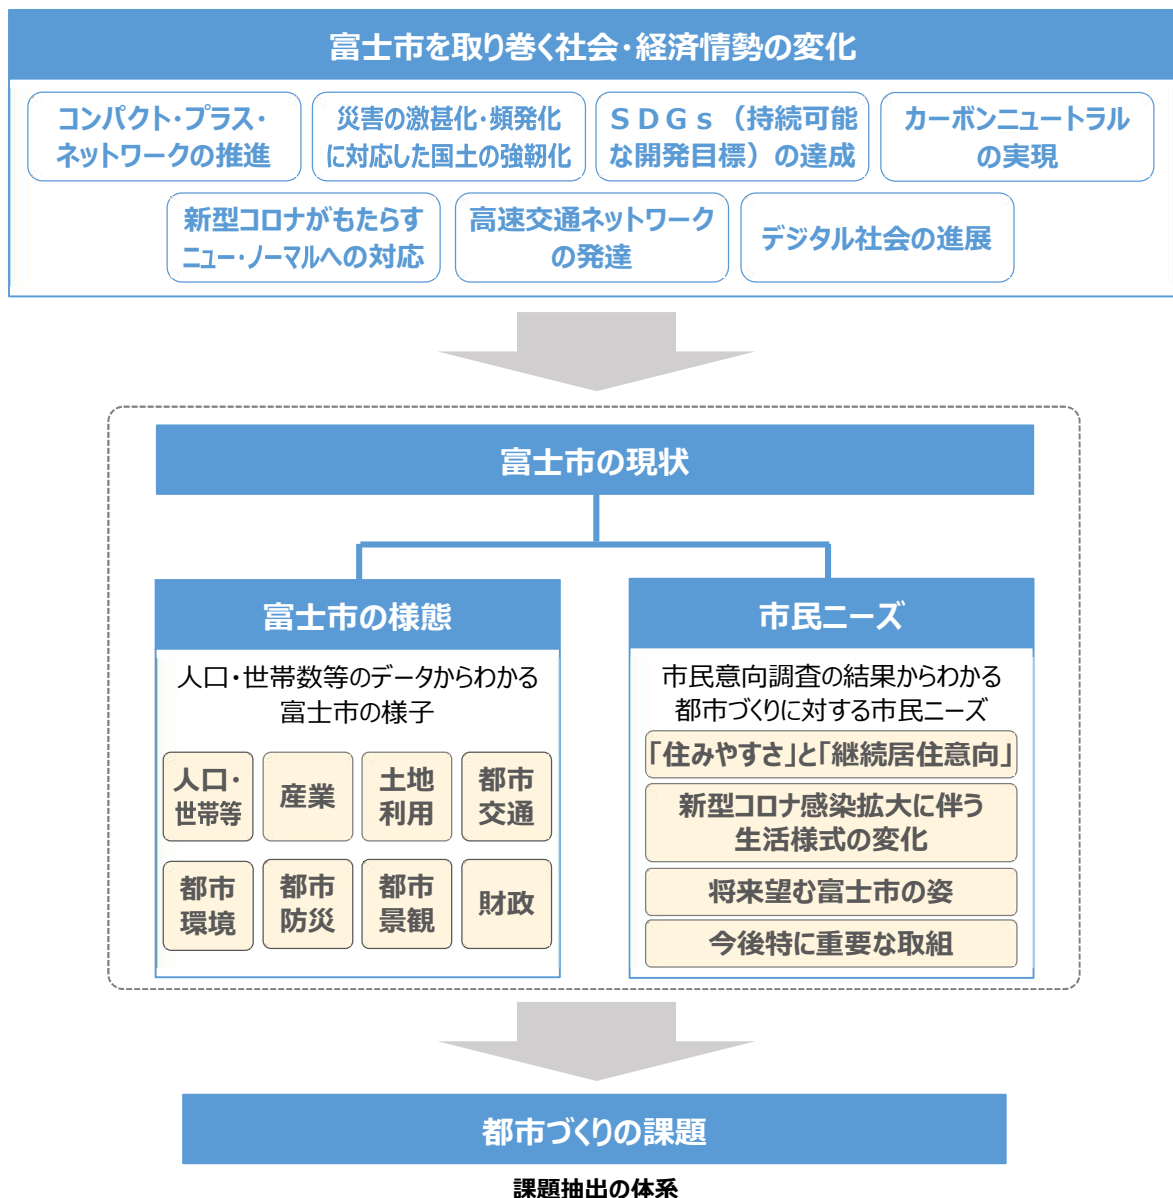 富士市を取り巻く社会・経済情勢の変化
コンパクト・プラス・
ネットワークの推進
災害の激甚化・頻発化
に対応した国土の強靭化
ＳＤＧｓ（持続可能
な開発目標）の達成
カーボンニュートラル
の実現
新型コロナがもたらす
ニュー・ノーマルへの対応
高速交通ネットワーク
の発達
デジタル社会の進展
富士市の現状
富士市の様態
人口・世帯数等のデータからわかる
富士市の様子
人口・
世帯等
産業
土地
利用
都市
交通
都市
環境
都市
防災
都市
景観
財政
市民ニーズ
市民意向調査の結果からわかる
都市づくりに対する市民ニーズ
「住みやすさ」と「継続居住意向」
新型コロナ感染拡大に伴う
生活様式の変化
将来望む富士市の姿
今後特に重要な取組
都市づくりの課題
課題抽出の体系